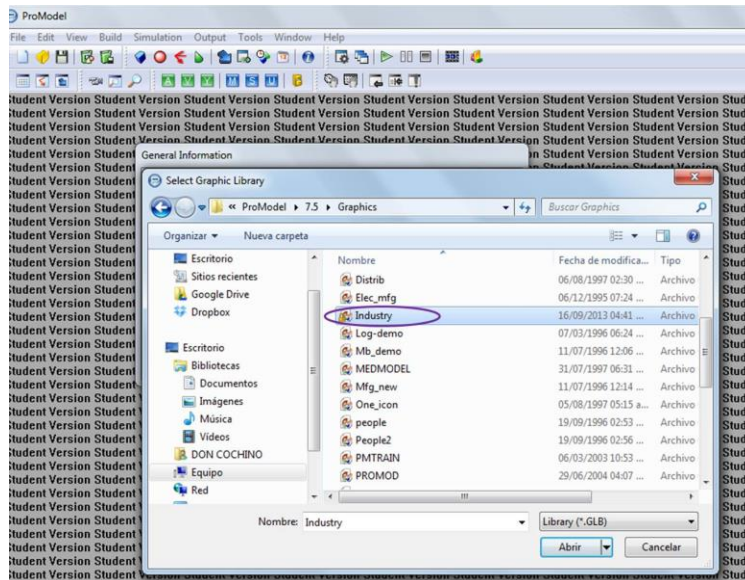 ProModel
File Edit View Build Simulation Output Tools Window Help
Student Version Student Version Student Version Student Version Student Version Student Version Student Version
General Information
Select Graphic Library
« ProModel ▸ 7.5 ▸ Graphics
Buscar Graphics
Organizar Nueva carpeta
Escritorio
Sitios recientes
Google Drive
Dropbox
Escritorio
Bibliotecas
Documentos
Imágenes
Música
Vídeos
DON COCHINO
Equipo
Red
Nombre Fecha de modifica... Tipo
Distrib 06/08/1997 02:30 ... Archivo
Elec_mfg 06/12/1995 07:24 ... Archivo
Industry 16/09/2013 04:41 ... Archivo
Log-demo 07/03/1996 06:24 ... Archivo
Mb_demo 11/07/1996 12:06 ... Archivo
MEDMODEL 31/07/1997 06:31 ... Archivo
Mfg_new 11/07/1996 12:14 ... Archivo
One_icon 05/08/1997 05:15 a... Archivo
people 19/09/1996 02:53 ... Archivo
People2 19/09/1996 02:56 ... Archivo
PMTRAIN 06/03/2003 10:53 ... Archivo
PROMOD 29/06/2004 04:07 ... Archivo
Nombre: Industry
Library (*.GLB)
Abrir Cancelar